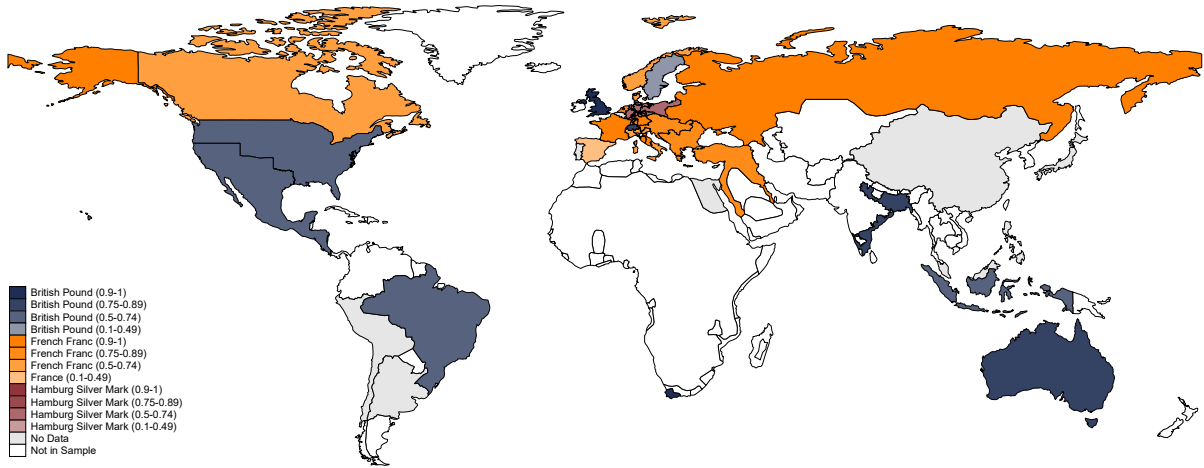 British Pound (0.9-1)
British Pound (0.75-0.89)
British Pound (0.5-0.74)
British Pound (0.1-0.49)
French Franc (0.9-1)
French Franc (0.75-0.89)
French Franc (0.5-0.74)
France (0.1-0.49)
Hamburg Silver Mark (0.9-1)
Hamburg Silver Mark (0.75-0.89)
Hamburg Silver Mark (0.5-0.74)
Hamburg Silver Mark (0.1-0.49)
No Data
Not in Sample